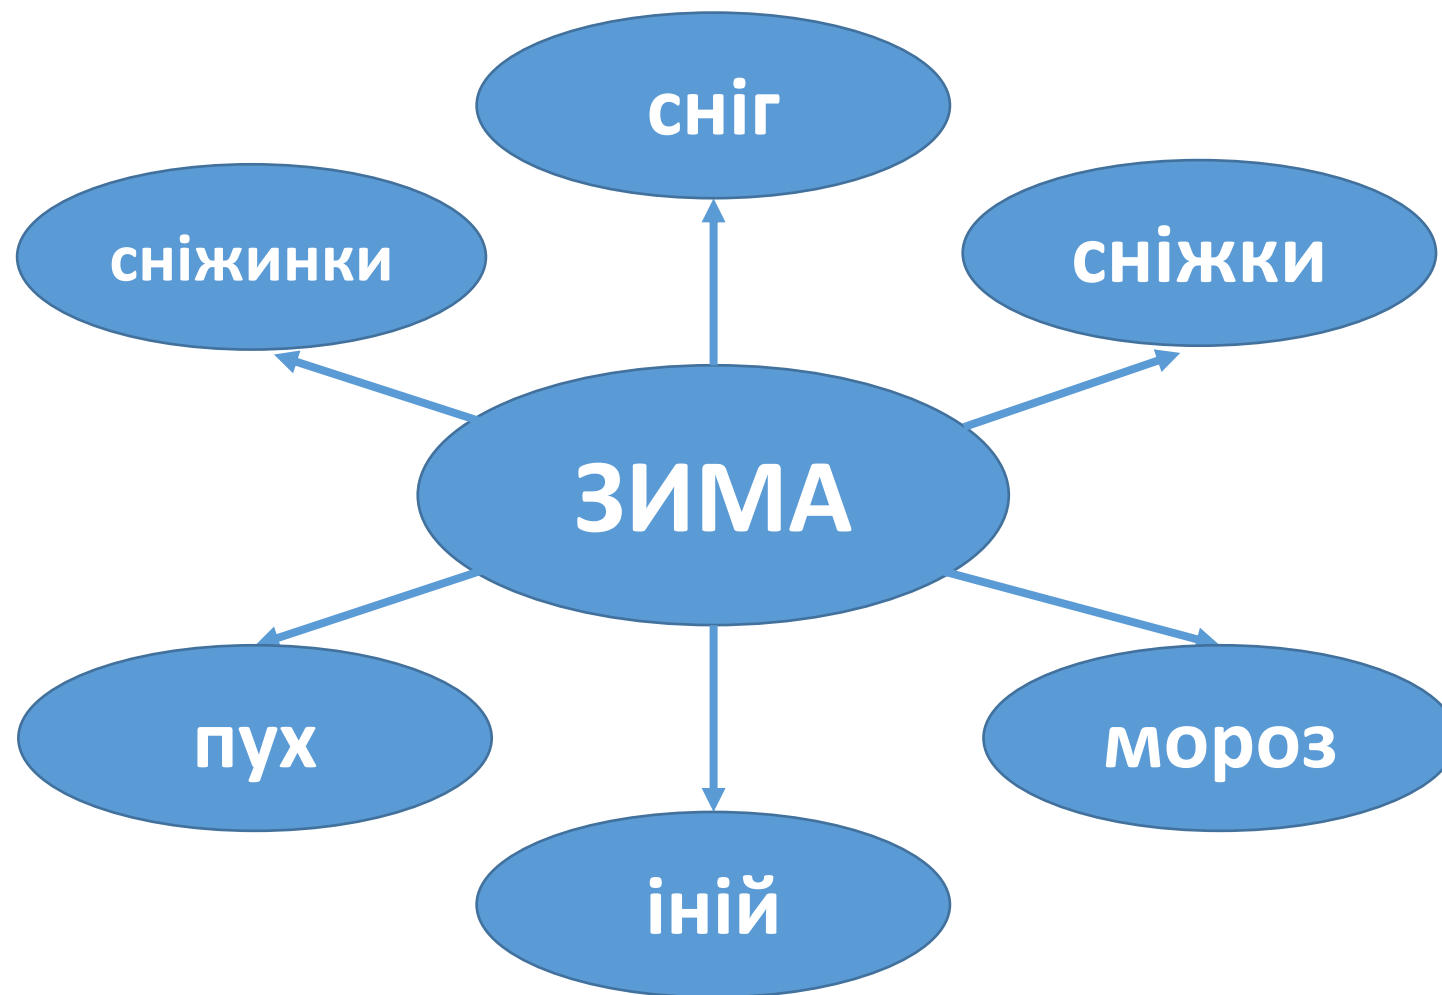 сніг
сніжинки
сніжки
ЗИМА
пух
мороз
іній